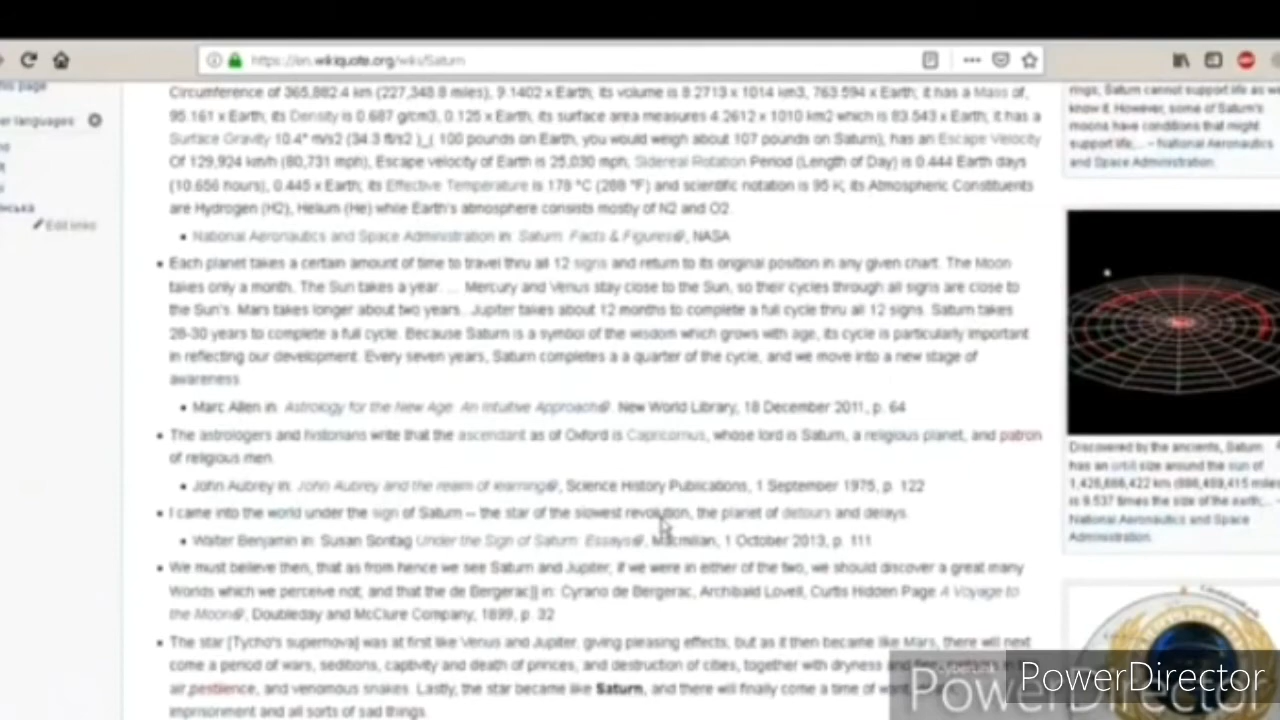 https://en.wikiquote.org/wiki/Saturn
this page
er languages
Edit links
Circumference of 365,882.4 km (227,348.8 miles), 9.1402 x Earth; its volume is 8.2713 x 1014 km3, 763.594 x Earth; it has a Mass of,
95.161 x Earth, its Density is 0.687 g/cm3, 0.125 x Earth, its surface area measures 4.2612 x 1010 km2 which is 83.543 x Earth; it has a
Surface Gravity 10.4* m/s2 (34.3 ft/s2 )_( 100 pounds on Earth, you would weigh about 107 pounds on Saturn), has an Escape Velocity
Of 129,924 km/h (80,731 mph), Escape velocity of Earth is 25,030 mph, Sidereal Rotation Period (Length of Day) is 0.444 Earth days
(10.656 hours), 0.445 x Earth; its Effective Temperature is 178 °C (288 °F) and scientific notation is 95 K, its Atmospheric Constituents
are Hydrogen (H2), Helium (He) while Earth's atmosphere consists mostly of N2 and O2.
National Aeronautics and Space Administration in: Saturn: Facts & Figures, NASA
Each planet takes a certain amount of time to travel thru all 12 signs and return to its original position in any given chart. The Moon
takes only a month. The Sun takes a year. ... Mercury and Venus stay close to the Sun, so their cycles through all signs are close to
the Sun's. Mars takes longer about two years. Jupiter takes about 12 months to complete a full cycle thru all 12 signs. Saturn takes
28-30 years to complete a full cycle. Because Saturn is a symbol of the wisdom which grows with age, its cycle is particularly important
in reflecting our development. Every seven years, Saturn completes a a quarter of the cycle, and we move into a new stage of
awareness.
Marc Allen in: Astrology for the New Age: An Intuitive Approach, New World Library, 18 December 2011, p. 64
The astrologers and historians write that the ascendant as of Oxford is Capricornus, whose lord is Saturn, a religious planet, and patron
of religious men.
John Aubrey in: John Aubrey and the realm of learning, Science History Publications, 1 September 1975, p. 122
I came into the world under the sign of Saturn -- the star of the slowest revolution, the planet of detours and delays.
Walter Benjamin in: Susan Sontag Under the Sign of Saturn: Essays, Macmillan, 1 October 2013, p. 111
We must believe then, that as from hence we see Saturn and Jupiter; if we were in either of the two, we should discover a great many
Worlds which we perceive not; and that the de Bergerac]] in: Cyrano de Bergerac, Archibald Lovell, Curtis Hidden Page A Voyage to
the Moon, Doubleday and McClure Company, 1899, p. 32
The star [Tycho's supernova] was at first like Venus and Jupiter, giving pleasing effects; but as it then became like Mars, there will next
come a period of wars, seditions, captivity and death of princes, and destruction of cities, together with dryness and
air, pestilence, and venomous snakes. Lastly, the star became like Saturn, and there will finally come a time of want,
imprisonment and all sorts of sad things.
rings, Saturn cannot support life as we
know it. However, some of Saturn's
moons have conditions that might
support life,... ~ National Aeronautics
and Space Administration
Discovered by the ancients, Saturn
has an orbit size around the sun of
1,426,666,422 km (886,489,415 miles
is 9.537 times the size of the earth,.. ~
National Aeronautics and Space
Administration.
CyberLink
PowerDirector
PowerDirector